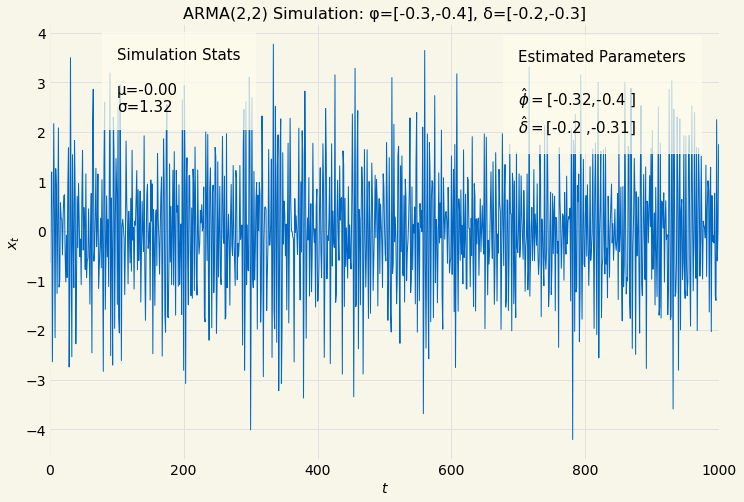 ARMA(2,2) Simulation: φ=[-0.3,-0.4], δ=[-0.2,-0.3]
Simulation Stats
μ=-0.00
σ=1.32
Estimated Parameters
φ̂ = [-0.32,-0.4 ]
δ̂ = [-0.2 ,-0.31]
4
3
2
1
0
−1
−2
−3
−4
x_t
0 200 400 600 800 1000
t